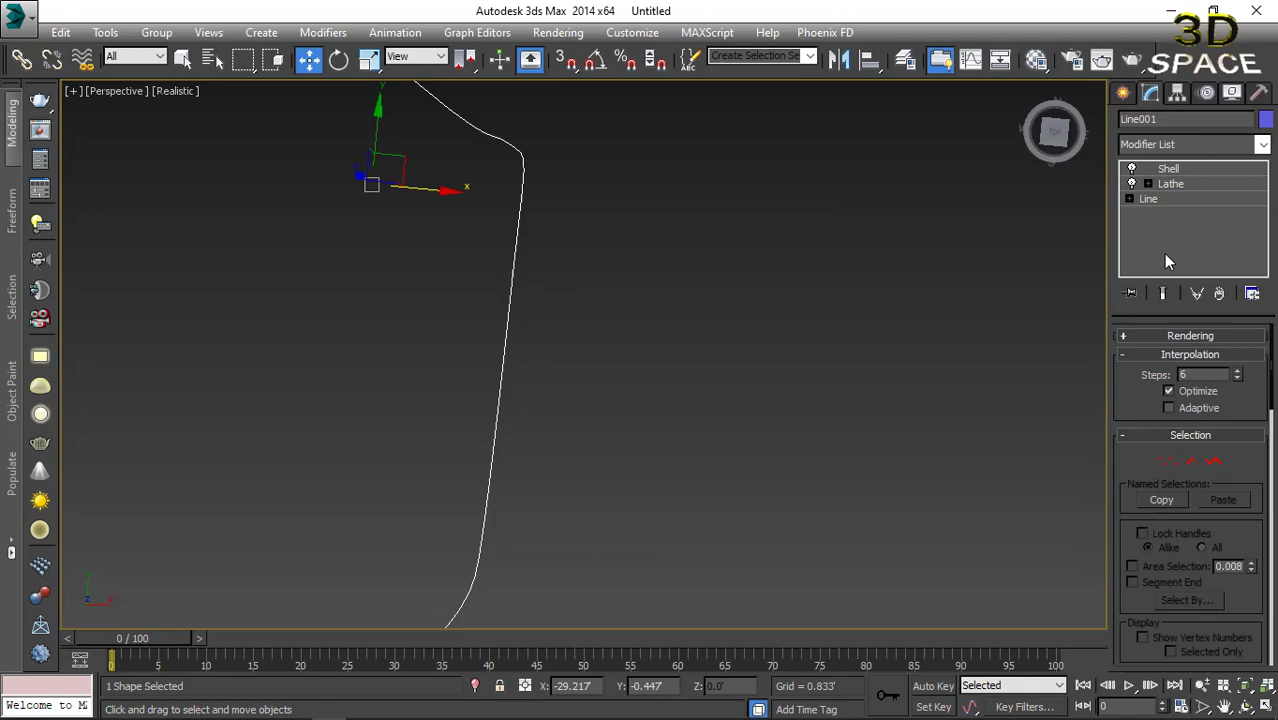 Autodesk 3ds Max 2014 x64 Untitled
3D SPACE
Edit Tools Group Views Create Modifiers Animation Graph Editors Rendering Customize MAXScript Help Phoenix FD
All View Create Selection Se
[+] [Perspective] [Realistic]
Line001
Modifier List
Shell
Lathe
Line
Modeling
Freeform
Selection
Object Paint
Populate
TOP
y
x
Rendering
Interpolation
Steps: 6
Optimize
Adaptive
Selection
Named Selections:
Copy Paste
Lock Handles
Alike All
Area Selection: 0.008
Segment End
Select By...
Display
Show Vertex Numbers
Selected Only
< 0 / 100 >
0 5 10 15 20 25 30 35 40 45 50 55 60 65 70 75 80 85 90 95 100
1 Shape Selected X: -29.217' Y: -0.447' Z: 0.0' Grid = 0.833' Auto Key Selected
Welcome to MA Click and drag to select and move objects Add Time Tag Set Key Key Filters... 0